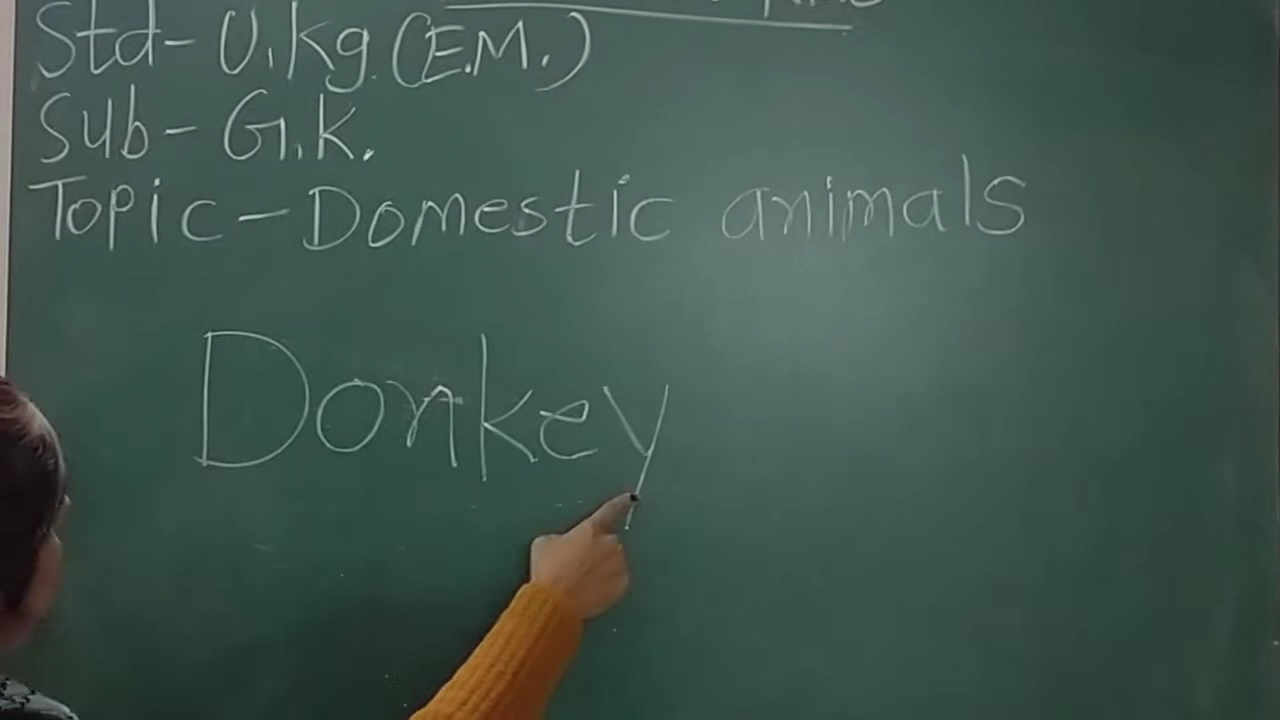 Std- U.kg.(E.M.)
Sub- G.k.
Topic- Domestic animals
Donkey